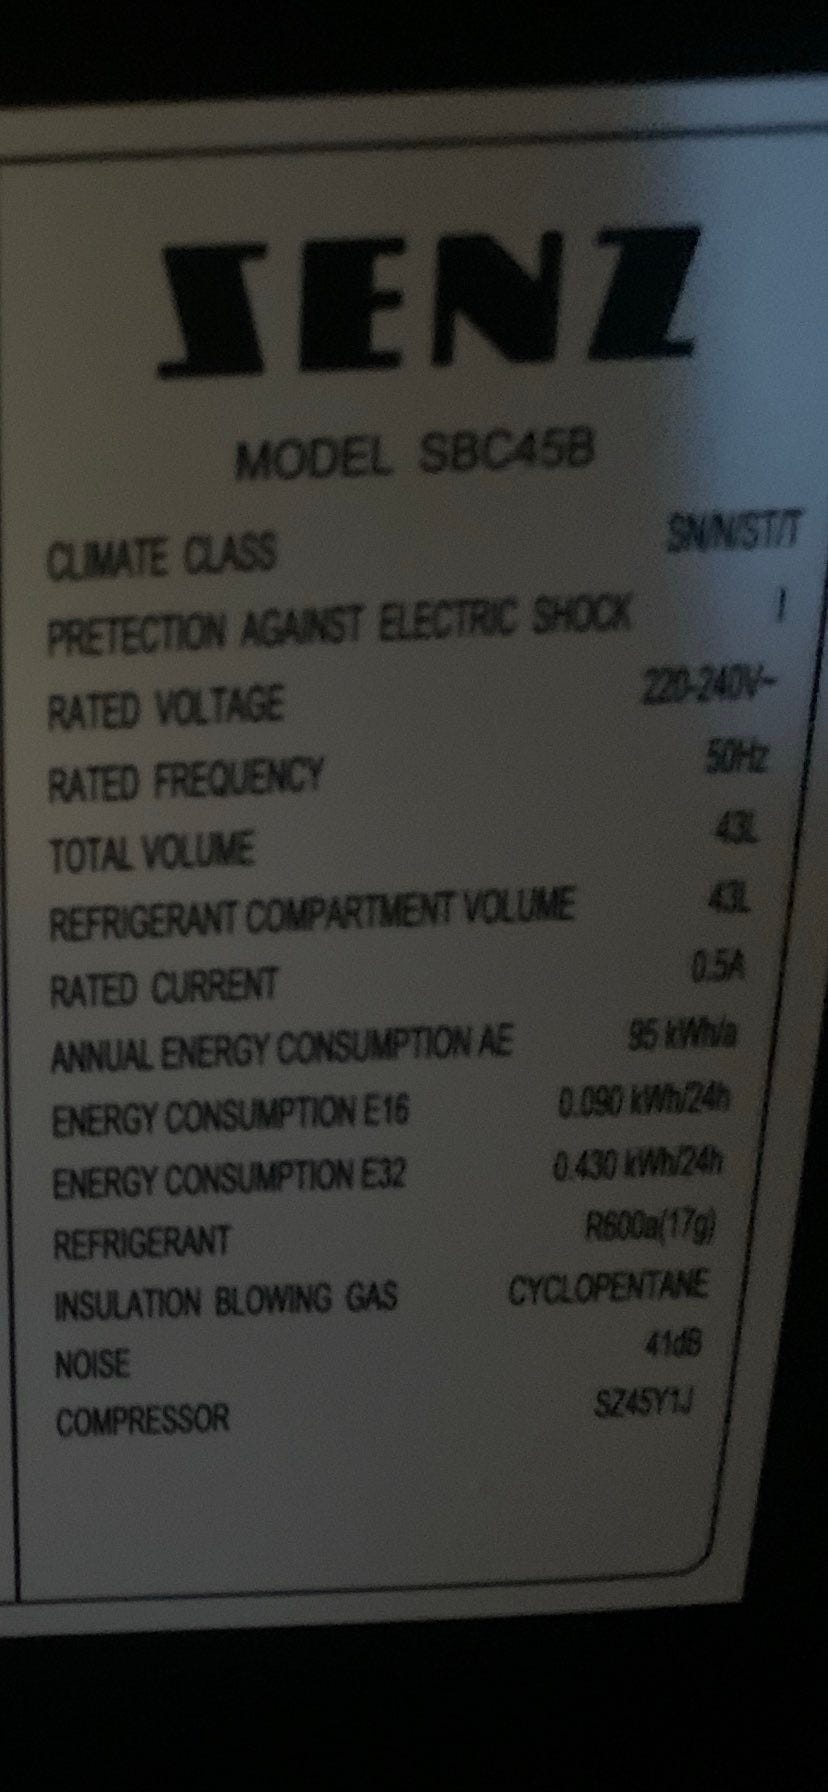 SENZ
MODEL SBC45B
CLIMATE CLASS SN/N/ST/T
PRETECTION AGAINST ELECTRIC SHOCK I
RATED VOLTAGE 220-240V~
RATED FREQUENCY 50Hz
TOTAL VOLUME 43L
REFRIGERANT COMPARTMENT VOLUME 43L
RATED CURRENT 0.5A
ANNUAL ENERGY CONSUMPTION AE 95 kWh/a
ENERGY CONSUMPTION E16 0.090 kWh/24h
ENERGY CONSUMPTION E32 0.430 kWh/24h
REFRIGERANT R600a(17g)
INSULATION BLOWING GAS CYCLOPENTANE
NOISE 41dB
COMPRESSOR SZ45Y1J